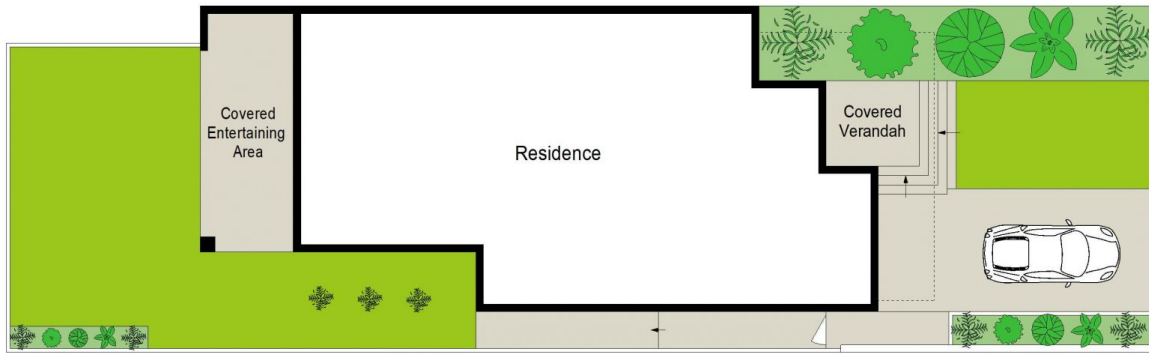 Covered
Entertaining
Area
Residence
Covered
Verandah